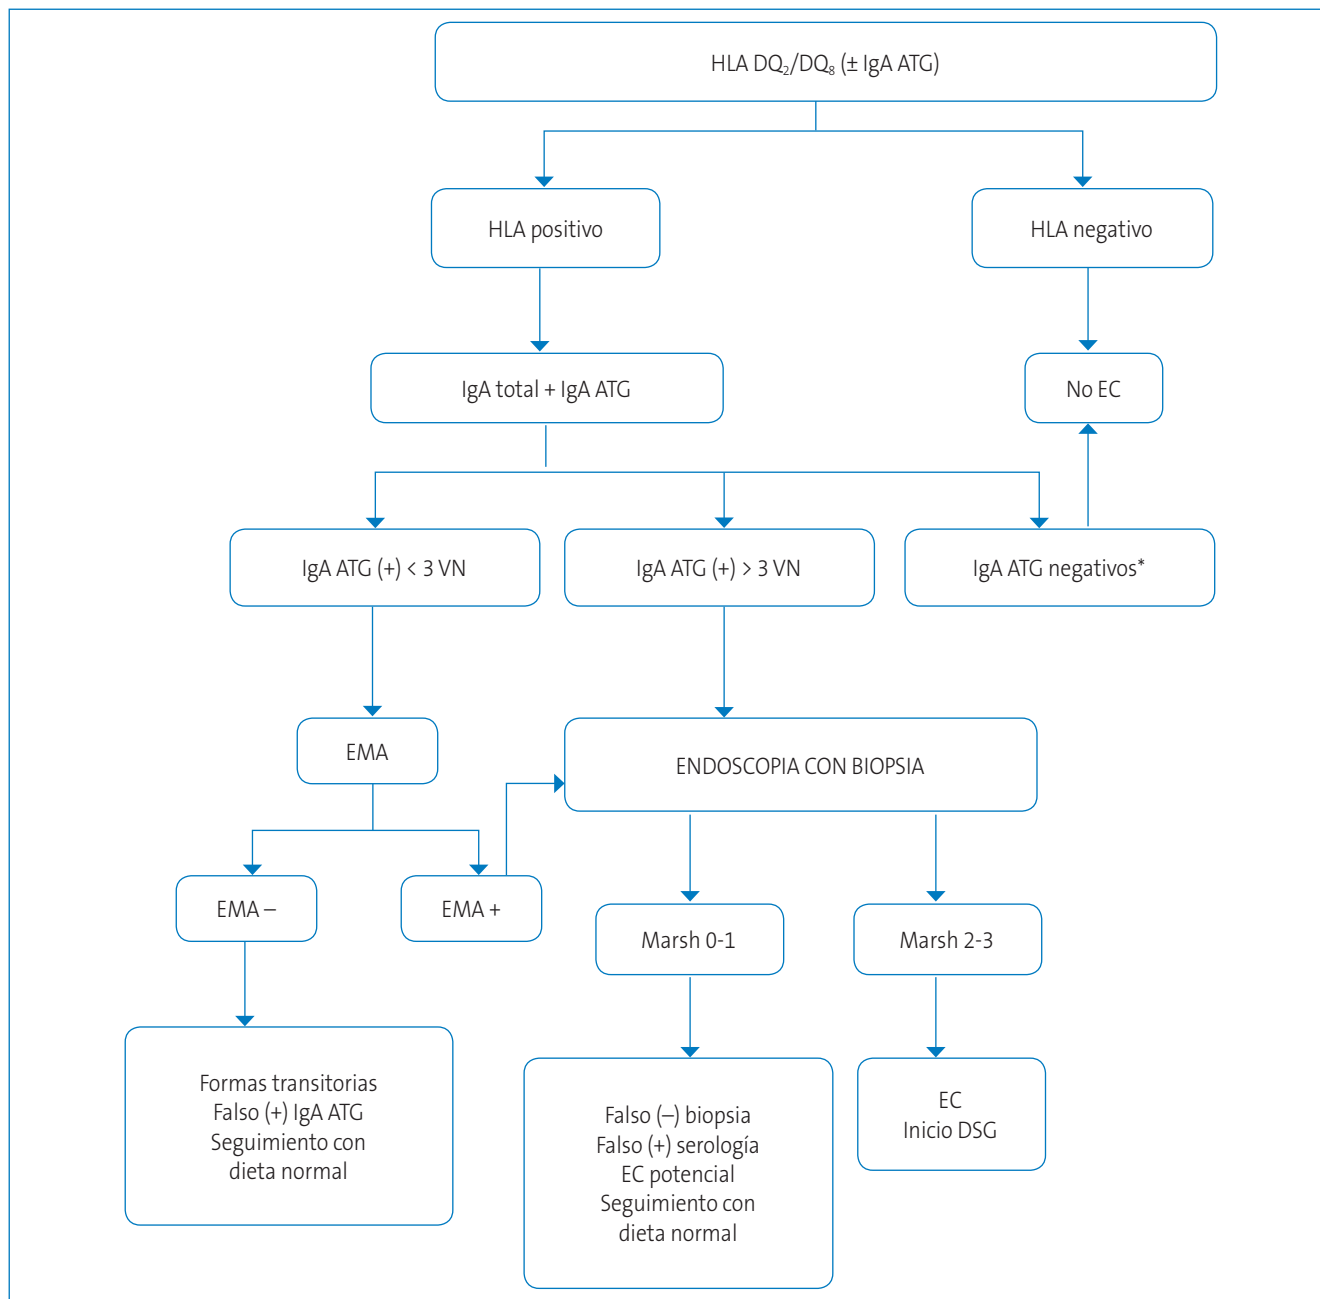 HLA DQ₂/DQ₈ (± IgA ATG)
HLA positivo
HLA negativo
IgA total + IgA ATG
No EC
IgA ATG (+) < 3 VN
IgA ATG (+) > 3 VN
IgA ATG negativos*
EMA
ENDOSCOPIA CON BIOPSIA
EMA –
EMA +
Marsh 0-1
Marsh 2-3
Formas transitorias
Falso (+) IgA ATG
Seguimiento con
dieta normal
Falso (–) biopsia
Falso (+) serología
EC potencial
Seguimiento con
dieta normal
EC
Inicio DSG